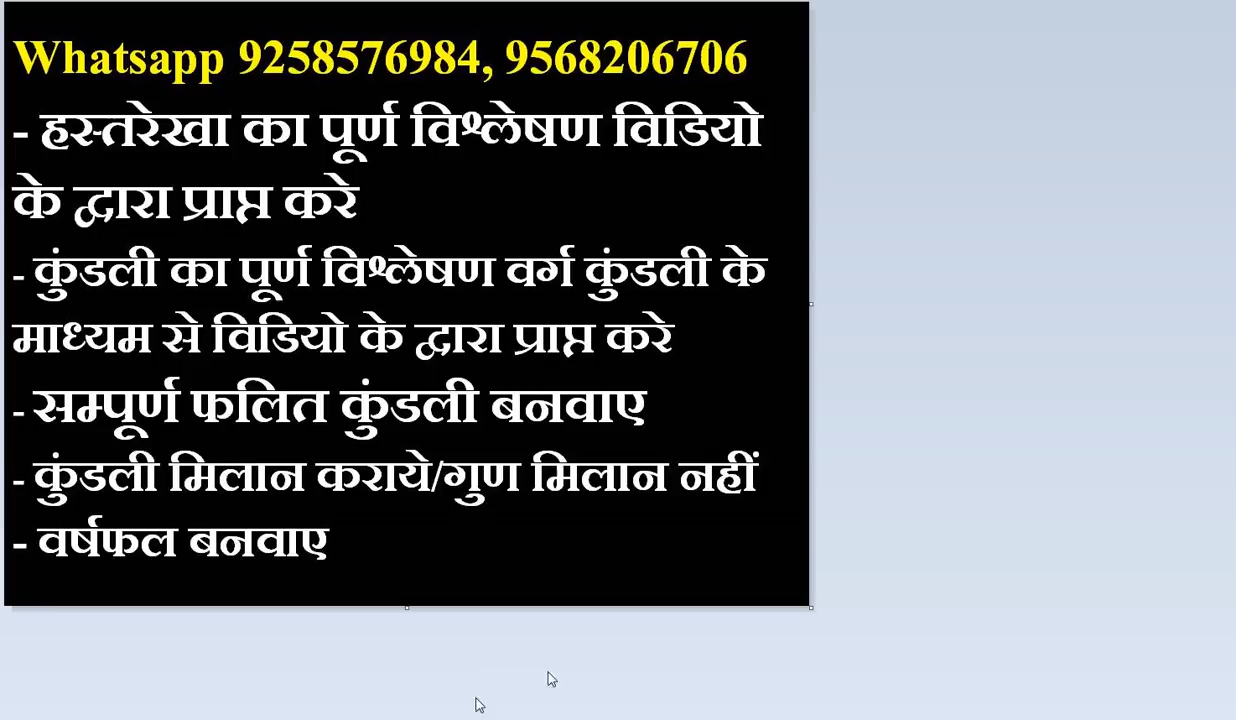 Whatsapp 9258576984, 9568206706
- हस्तरेखा का पूर्ण विश्लेषण विडियो
के द्वारा प्राप्त करे
- कुंडली का पूर्ण विश्लेषण वर्ग कुंडली के
माध्यम से विडियो के द्वारा प्राप्त करे
- सम्पूर्ण फलित कुंडली बनवाए
- कुंडली मिलान कराये/गुण मिलान नहीं
- वर्षफल बनवाए